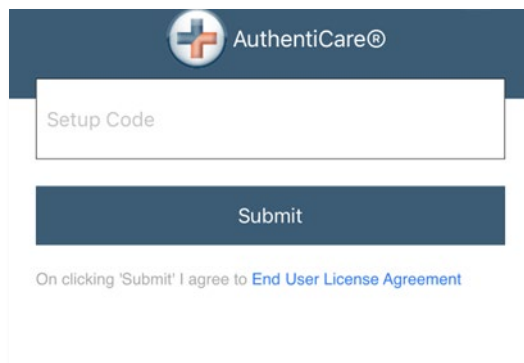 AuthentiCare®
Setup Code
Submit
On clicking 'Submit' I agree to End User License Agreement